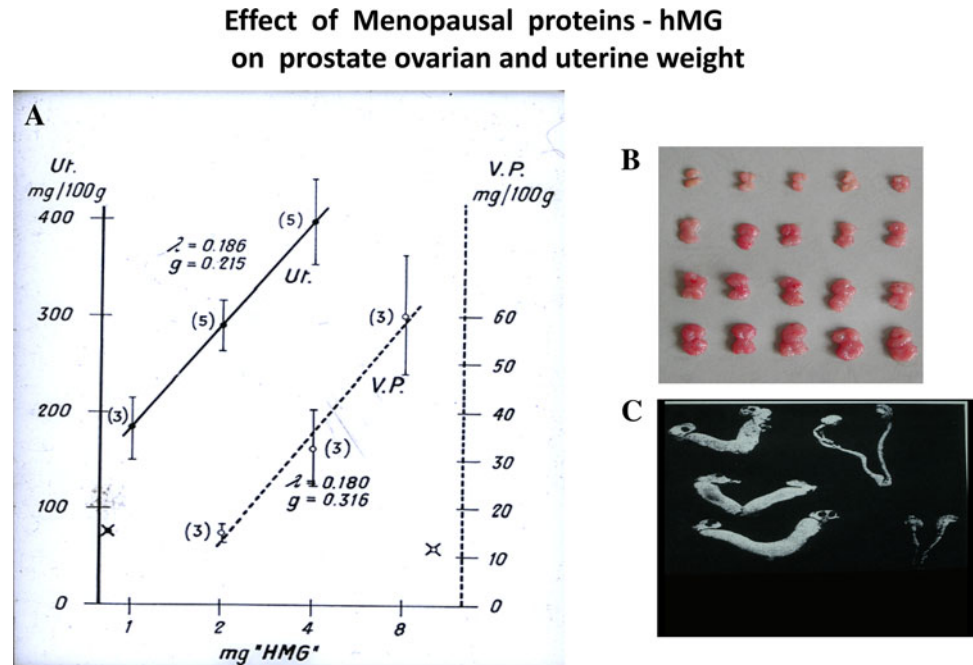 Effect of Menopausal proteins - hMG
on prostate ovarian and uterine weight
A
Ut.
mg/100g
400
300
200
100
0
V.P.
mg/100g
60
50
40
30
20
10
0
λ = 0.186
g = 0.215
(5)
Ut.
(5)
(3)
(3)
V.P.
(3)
λ = 0.180
g = 0.316
(3)
1
2
4
8
mg "HMG"
B
C